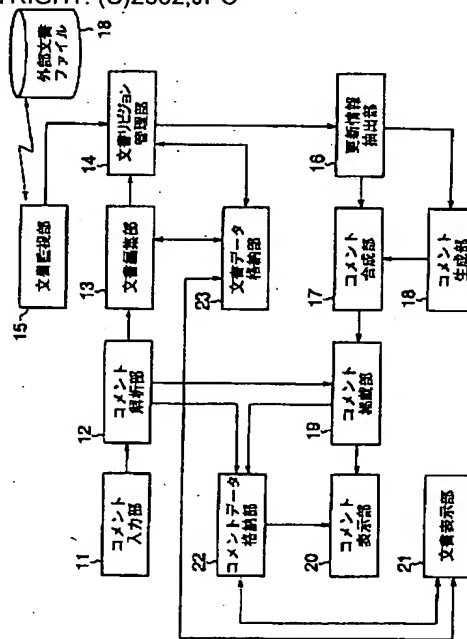 TRIGHT: (C)2002,JPO
18
外部文書
ファイル
15
文書監視部
14
文書リビジョン
管理部
16
更新情報
抽出部
13
文書編集部
23
文書データ
格納部
17
コメント
合成部
18
コメント
生成部
12
コメント
解析部
19
コメント
掲載部
11
コメント
入力部
22
コメントデータ
格納部
20
コメント
表示部
21
文書表示部